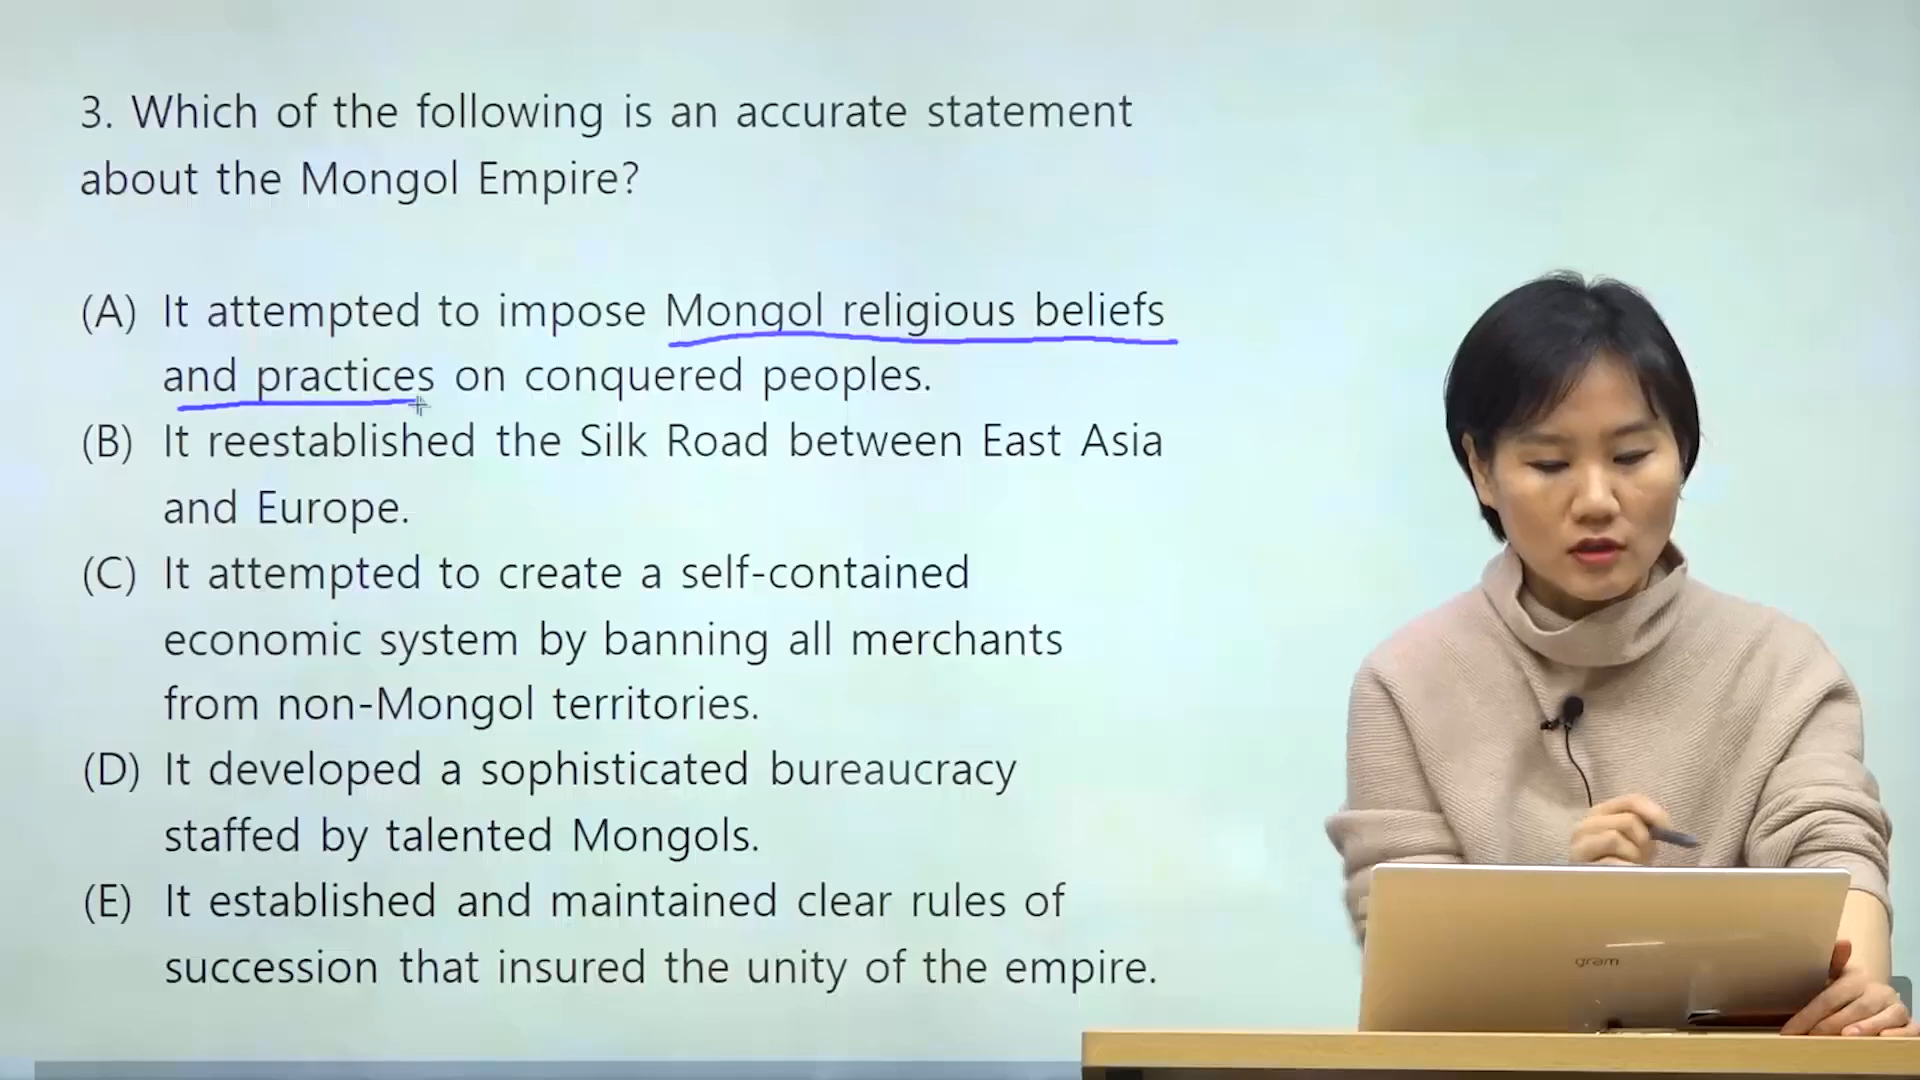 3. Which of the following is an accurate statement
about the Mongol Empire?
(A) It attempted to impose Mongol religious beliefs
and practices on conquered peoples.
(B) It reestablished the Silk Road between East Asia
and Europe.
(C) It attempted to create a self-contained
economic system by banning all merchants
from non-Mongol territories.
(D) It developed a sophisticated bureaucracy
staffed by talented Mongols.
(E) It established and maintained clear rules of
succession that insured the unity of the empire.
gram